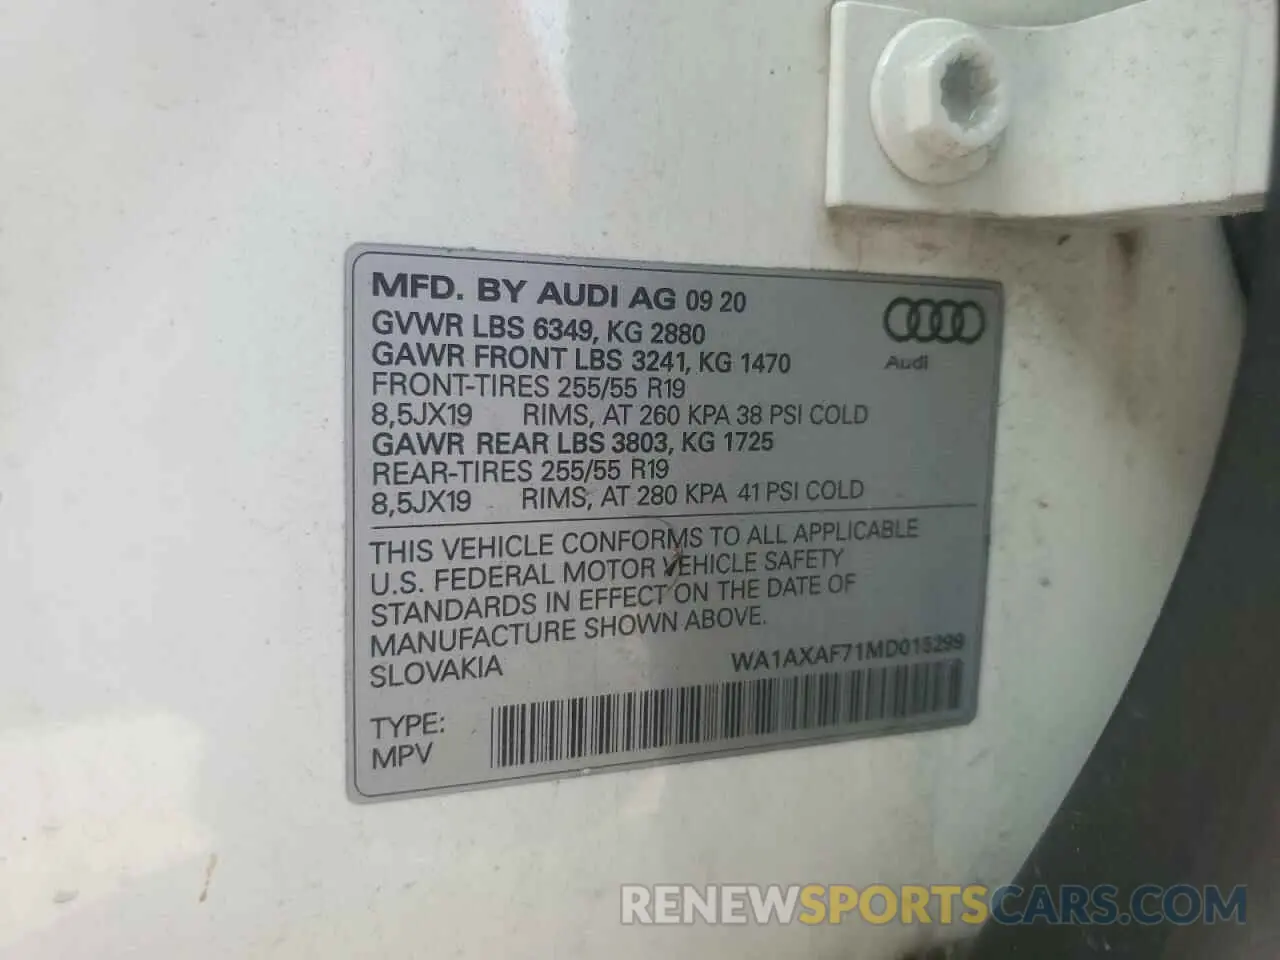 MFD. BY AUDI AG 09 20
GVWR LBS 6349, KG 2880
GAWR FRONT LBS 3241, KG 1470
FRONT-TIRES 255/55 R19
8,5JX19 RIMS, AT 260 KPA 38 PSI COLD
GAWR REAR LBS 3803, KG 1725
REAR-TIRES 255/55 R19
8,5JX19 RIMS, AT 280 KPA 41 PSI COLD
Audi
THIS VEHICLE CONFORMS TO ALL APPLICABLE
U.S. FEDERAL MOTOR VEHICLE SAFETY
STANDARDS IN EFFECT ON THE DATE OF
MANUFACTURE SHOWN ABOVE.
SLOVAKIA
WA1AXAF71MD015299
TYPE:
MPV
RENEWSPORTSCARS.COM